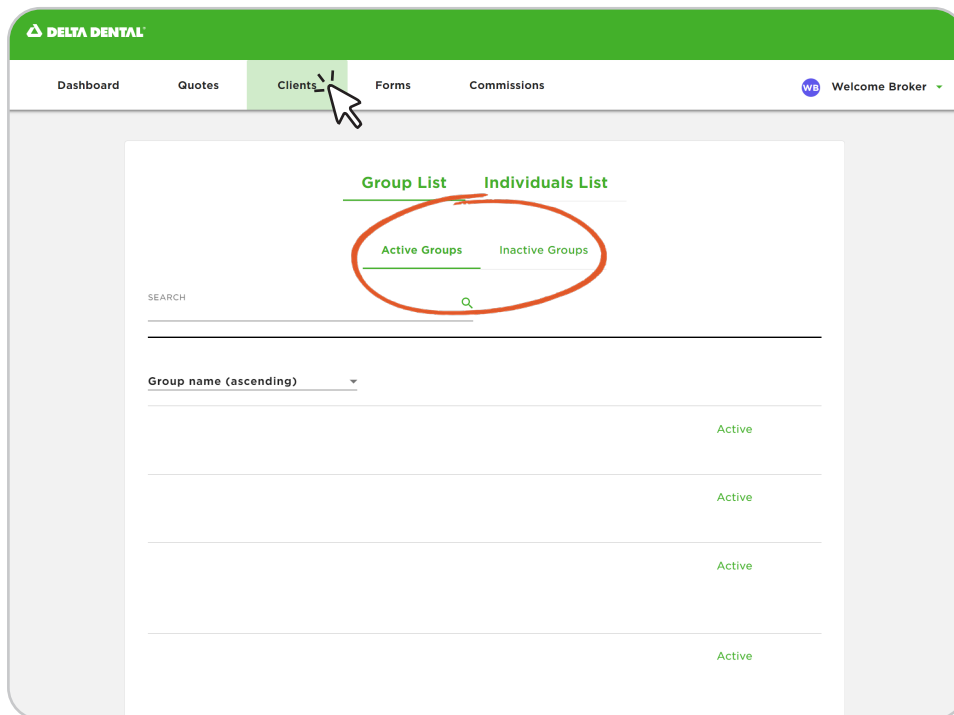 DELTA DENTAL
Dashboard Quotes Clients Forms Commissions WB Welcome Broker
Group List Individuals List
Active Groups Inactive Groups
SEARCH
Group name (ascending)
Active
Active
Active
Active